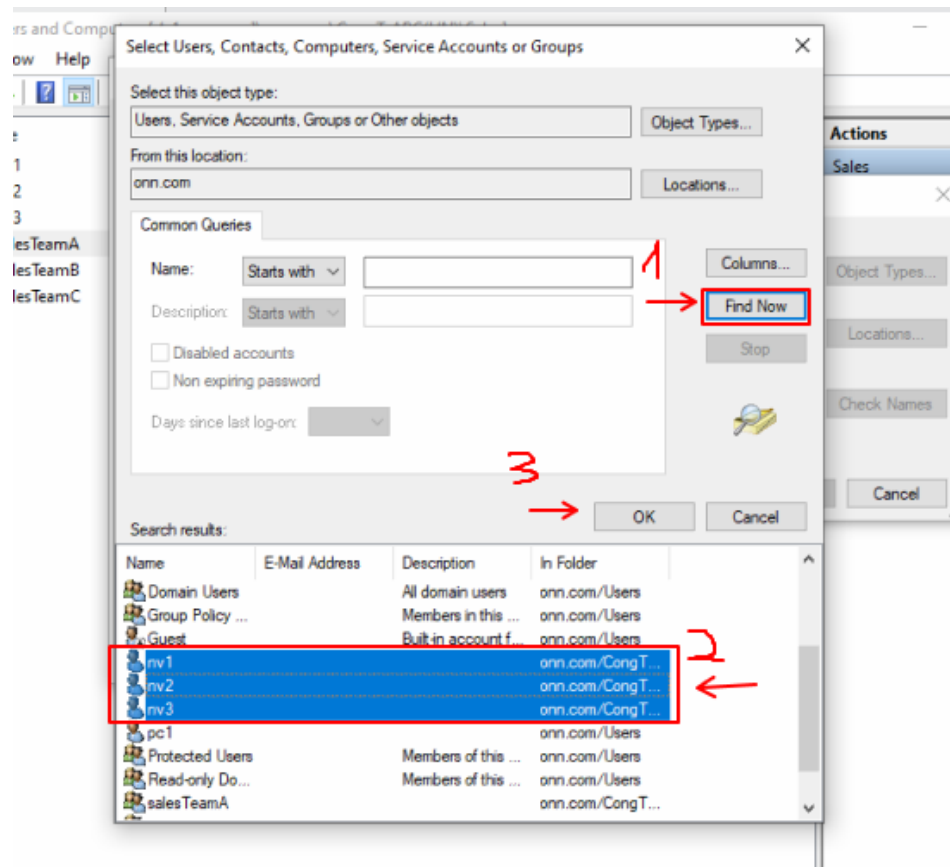 ers and Compu
Select Users, Contacts, Computers, Service Accounts or Groups
ow Help
Select this object type:
Users, Service Accounts, Groups or Other objects
Object Types...
From this location:
onn.com
Locations...
Common Queries
Name:
Starts with
Description:
Starts with
Disabled accounts
Non expiring password
Days since last log-on:
1
Columns...
Find Now
Stop
3
OK
Cancel
Search results:
Name E-Mail Address Description In Folder
Domain Users All domain users onn.com/Users
Group Policy ... Members in this ... onn.com/Users
Guest Built-in account f... onn.com/Users
nv1 onn.com/CongT...
nv2 onn.com/CongT...
nv3 onn.com/CongT...
2
pc1 onn.com/Users
Protected Users Members of this ... onn.com/Users
Read-only Do... Members of this ... onn.com/Users
salesTeamA onn.com/CongT...
e
1
2
3
lesTeamA
lesTeamB
lesTeamC
Actions
Sales
Object Types...
Locations...
Check Names
Cancel